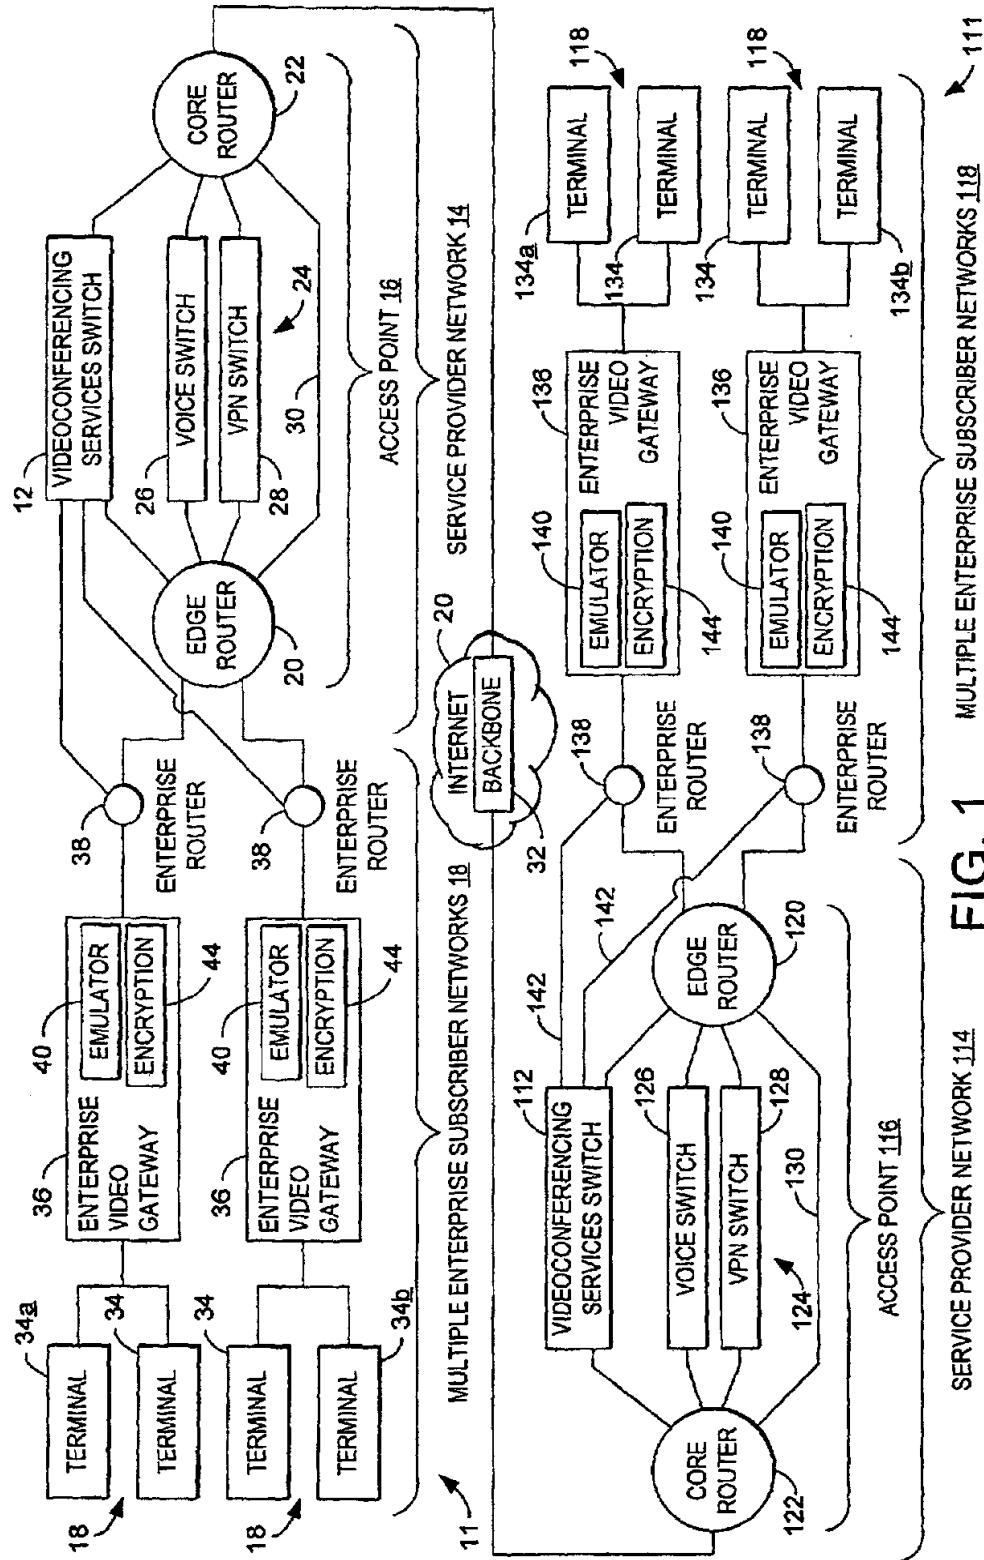 34a
TERMINAL
34
TERMINAL
18
34
TERMINAL
34b
TERMINAL
18
11
36
ENTERPRISE
VIDEO
GATEWAY
40
EMULATOR
ENCRYPTION
44
36
ENTERPRISE
VIDEO
GATEWAY
40
EMULATOR
ENCRYPTION
44
38
ENTERPRISE
ROUTER
38
ENTERPRISE
ROUTER
MULTIPLE ENTERPRISE SUBSCRIBER NETWORKS 18
12
VIDEOCONFERENCING
SERVICES SWITCH
EDGE
ROUTER
20
26
VOICE SWITCH
VPN SWITCH
28
24
30
CORE
ROUTER
22
ACCESS POINT 16
SERVICE PROVIDER NETWORK 14
INTERNET
20
BACKBONE
32
CORE
ROUTER
122
112
VIDEOCONFERENCING
SERVICES SWITCH
126
VOICE SWITCH
VPN SWITCH
128
124
130
EDGE
ROUTER
120
142
142
ACCESS POINT 116
SERVICE PROVIDER NETWORK 114
138
ENTERPRISE
ROUTER
138
ENTERPRISE
ROUTER
140
EMULATOR
ENCRYPTION
144
136
ENTERPRISE
VIDEO
GATEWAY
140
EMULATOR
ENCRYPTION
144
136
ENTERPRISE
VIDEO
GATEWAY
134a
TERMINAL
118
134
TERMINAL
134
TERMINAL
118
134b
TERMINAL
MULTIPLE ENTERPRISE SUBSCRIBER NETWORKS 118
111
FIG. 1